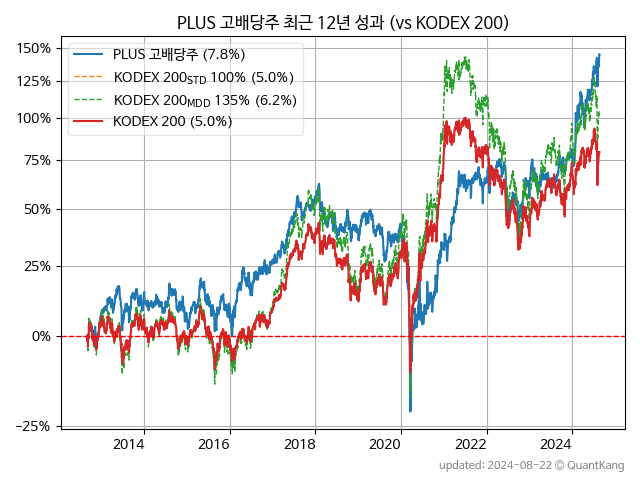 PLUS 고배당주 최근 12년 성과 (vs KODEX 200)
150%
125%
100%
75%
50%
25%
0%
−25%
PLUS 고배당주 (7.8%)
KODEX 200STD 100% (5.0%)
KODEX 200MDD 135% (6.2%)
KODEX 200 (5.0%)
2014 2016 2018 2020 2022 2024
updated: 2024-08-22 © QuantKang